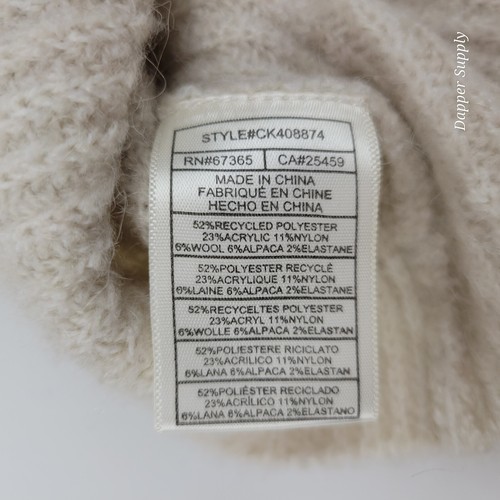 Dapper Supply
STYLE#CK408874
RN#67365 CA#25459
MADE IN CHINA
FABRIQUÉ EN CHINE
HECHO EN CHINA
52%RECYCLED POLYESTER
23%ACRYLIC 11%NYLON
6%WOOL 6%ALPACA 2%ELASTANE
52%POLYESTER RECYCLÉ
23%ACRYLIQUE 11%NYLON
6%LAINE 6%ALPAGA 2%ELASTANE
52%RECYCELTES POLYESTER
23%ACRYL 11%NYLON
6%WOLLE 6%ALPAKA 2%ELASTAN
52%POLIESTERE RICICLATO
23%ACRILICO 11%NYLON
6%LANA 6%ALPACA 2%ELASTAN
52%POLIÉSTER RECICLADO
23%ACRÍLICO 11%NYLON
6%LANA 6%ALPACA 2%ELASTANO